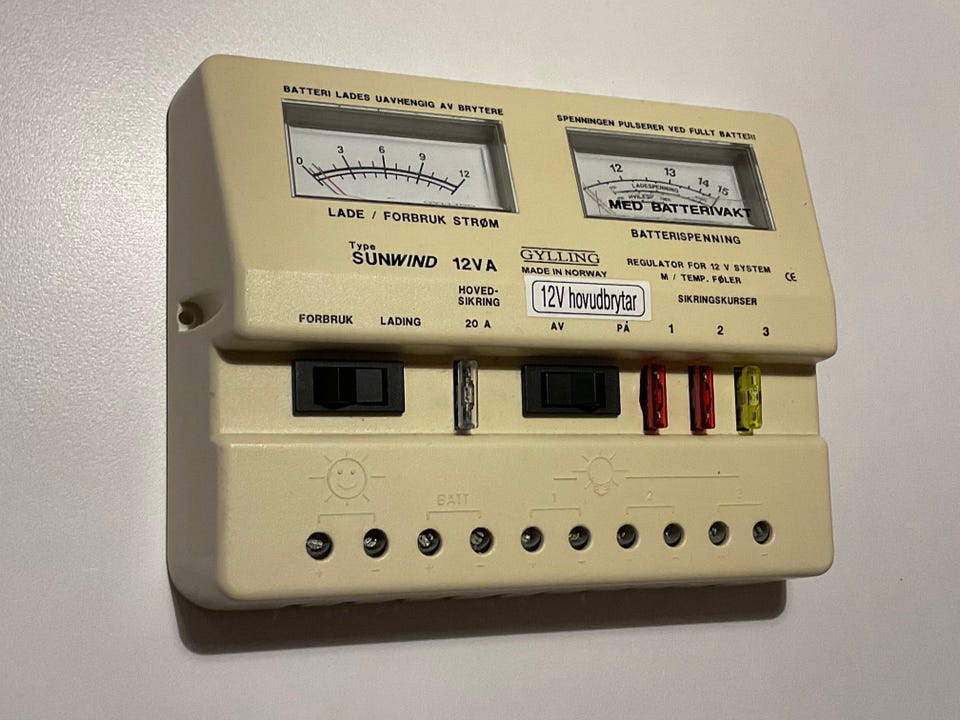 BATTERI LADES UAVHENGIG AV BRYTERE
SPENNINGEN PULSERER VED FULLT BATTERI
0 3 6 9 12
GYLLING
12 13 14 15
LADESPENNING
MED BATTERIVAKT
LADE / FORBRUK STRØM
BATTERISPENNING
Type
SUNWIND 12VA
GYLLING
MADE IN NORWAY
REGULATOR FOR 12 V SYSTEM
M / TEMP. FØLER
CE
HOVED-
SIKRING
12V hovudbrytar
SIKRINGSKURSER
FORBRUK LADING 20 A AV PÅ 1 2 3
BATT 1 2 3
+ - + - + -